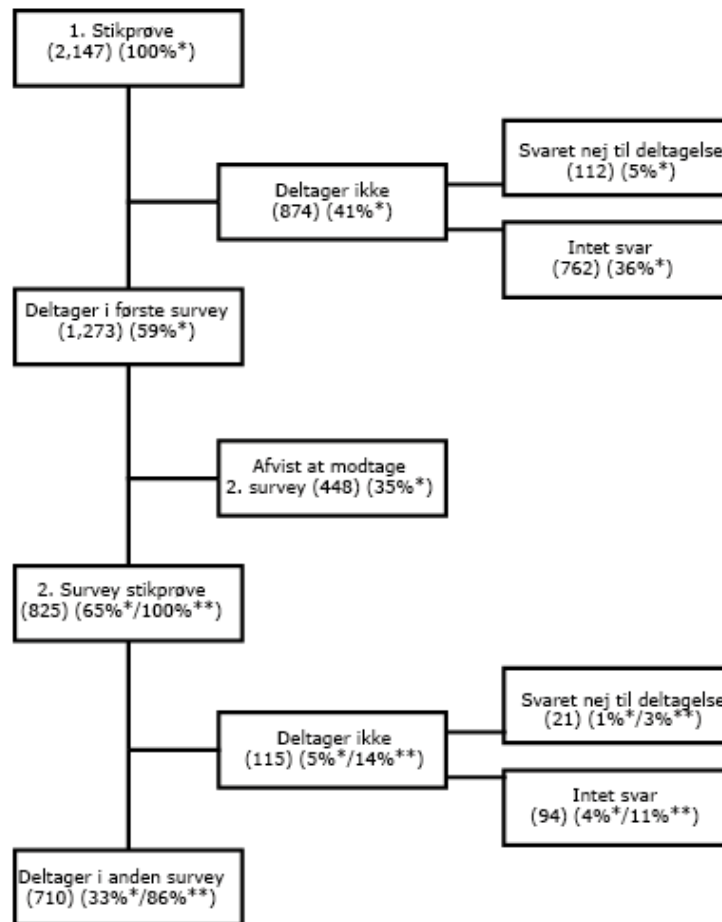 1. Stikprøve
(2,147) (100%*)
Svaret nej til deltagelse
(112) (5%*)
Deltager ikke
(874) (41%*)
Intet svar
(762) (36%*)
Deltager i første survey
(1,273) (59%*)
Afvist at modtage
2. survey (448) (35%*)
2. Survey stikprøve
(825) (65%*/100%**)
Svaret nej til deltagelse
(21) (1%*/3%**)
Deltager ikke
(115) (5%*/14%**)
Intet svar
(94) (4%*/11%**)
Deltager i anden survey
(710) (33%*/86%**)